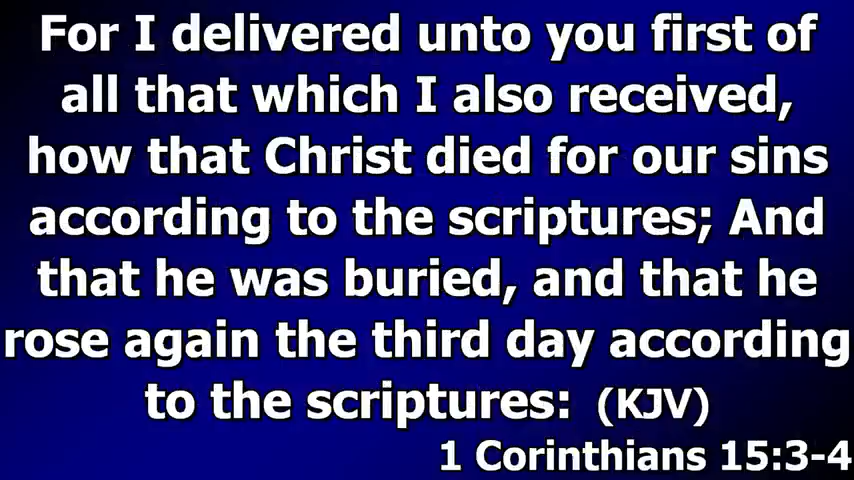 For I delivered unto you first of
all that which I also received,
how that Christ died for our sins
according to the scriptures; And
that he was buried, and that he
rose again the third day according
to the scriptures: (KJV)
1 Corinthians 15:3-4